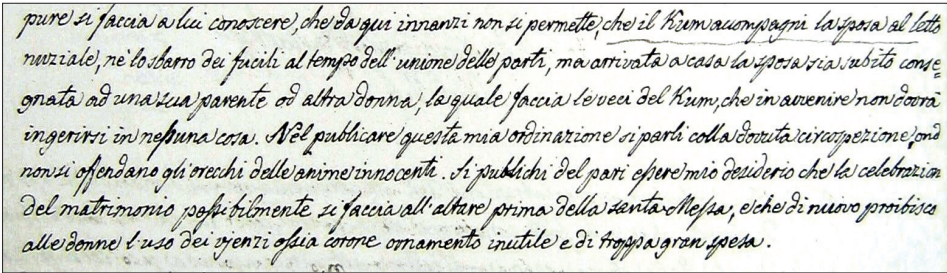 pure si faccia a lui conoscere, che da qui innanzi non si permette, che il Kum acompagni la sposa al letto
nuziale, nè lo sbarro dei fucili al tempo dell'unione delle parti, ma arrivata a casa la sposa sia subito conse=
gnata ad una sua parente od altra donna, la quale faccia le veci del Kum, che in avvenire non dovrà
ingerirsi in nessuna cosa. Nel publicare questa mia ordinazione si parli colla dovuta circospezione, ond
non si offendano gli orecchi delle anime innocenti. Si publichi del pari essere mio desiderio che la celebrazion
del matrimonio possibilmente si faccia all'altare prima della santa Messa, e che di nuovo proibisco
alle donne l'uso dei vjenzi ossia corone ornamento inutile e di troppa gran spesa.